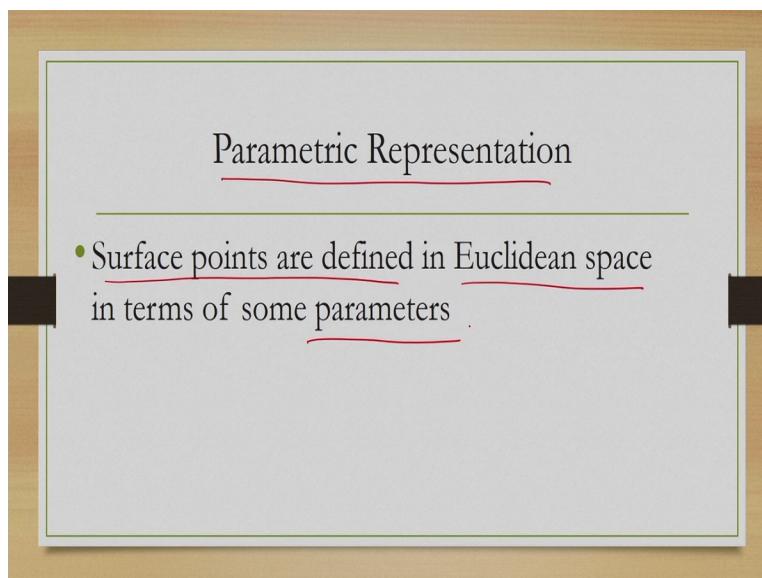 Parametric Representation
• Surface points are defined in Euclidean space
in terms of some parameters